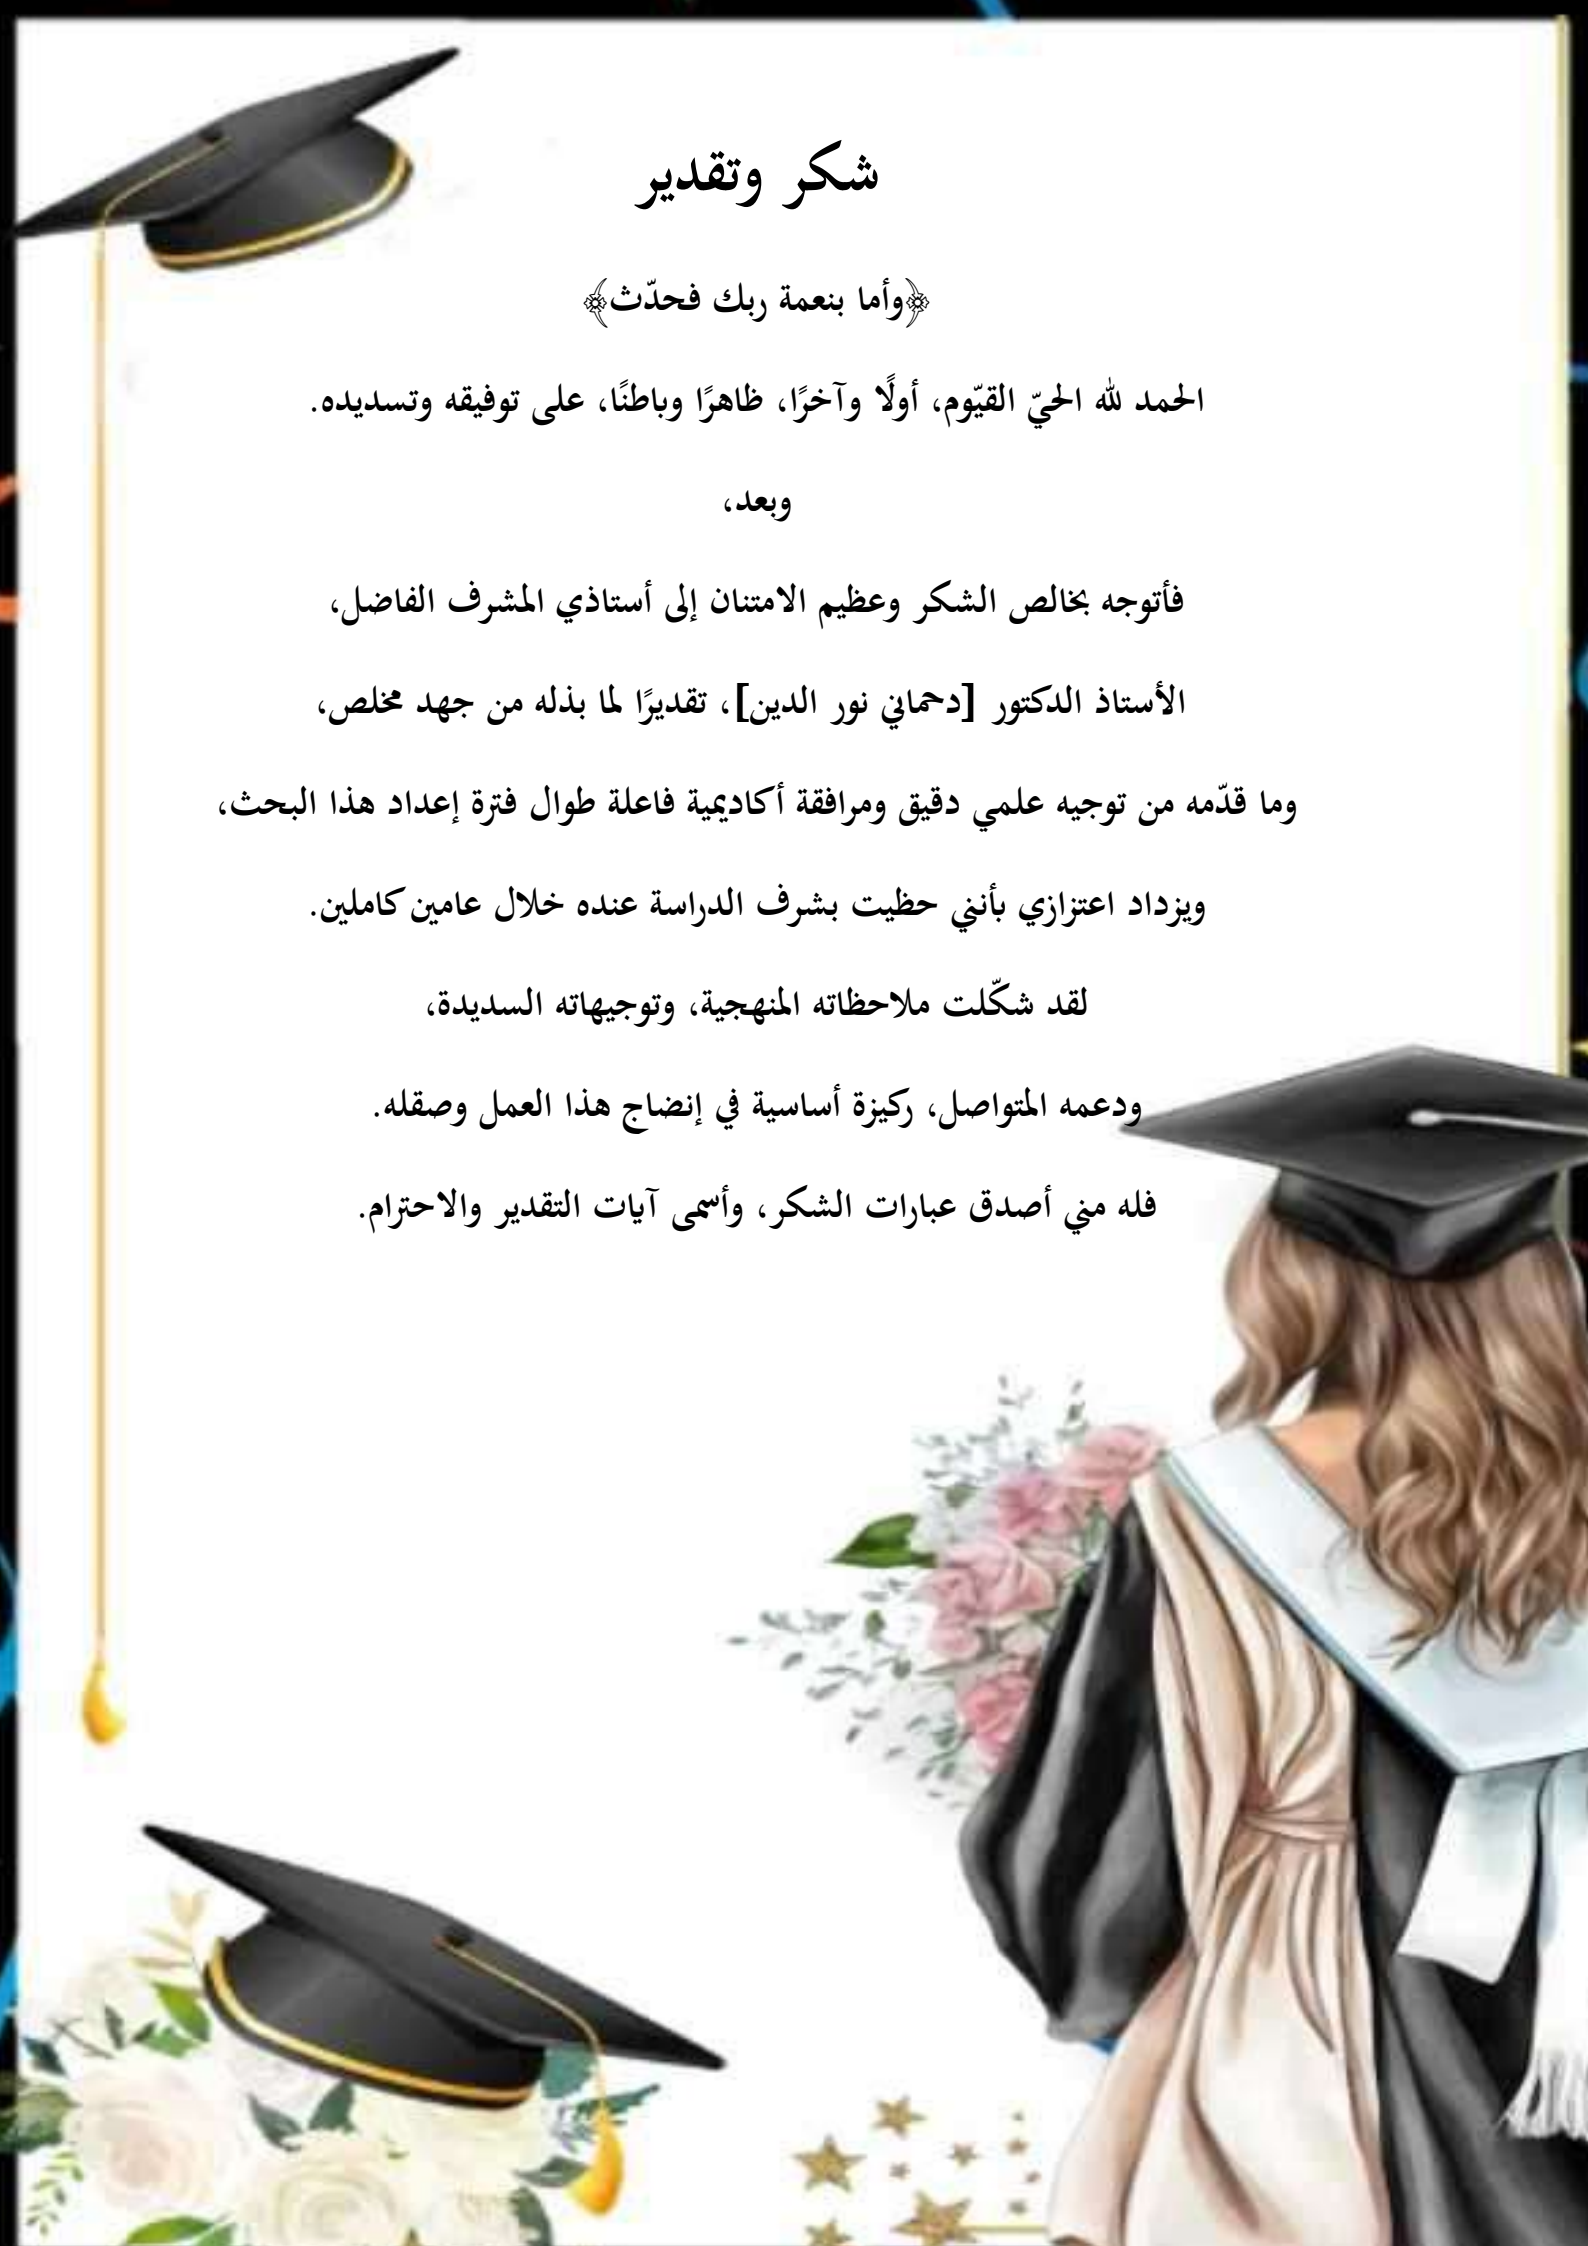 شكر وتقدير
﴿وأما بنعمة ربك فحدّث﴾
الحمد لله الحيّ القيّوم، أولًا وآخرًا، ظاهرًا وباطنًا، على توفيقه وتسديده.
وبعد،
فأتوجه بخالص الشكر وعظيم الامتنان إلى أستاذي المشرف الفاضل،
الأستاذ الدكتور [دحماني نور الدين]، تقديرًا لما بذله من جهد مخلص،
وما قدّمه من توجيه علمي دقيق ومرافقة أكاديمية فاعلة طوال فترة إعداد هذا البحث،
ويزداد اعتزازي بأنني حظيت بشرف الدراسة عنده خلال عامين كاملين.
لقد شكّلت ملاحظاته المنهجية، وتوجيهاته السديدة،
ودعمه المتواصل، ركيزة أساسية في إنضاج هذا العمل وصقله.
فله مني أصدق عبارات الشكر، وأسمى آيات التقدير والاحترام.